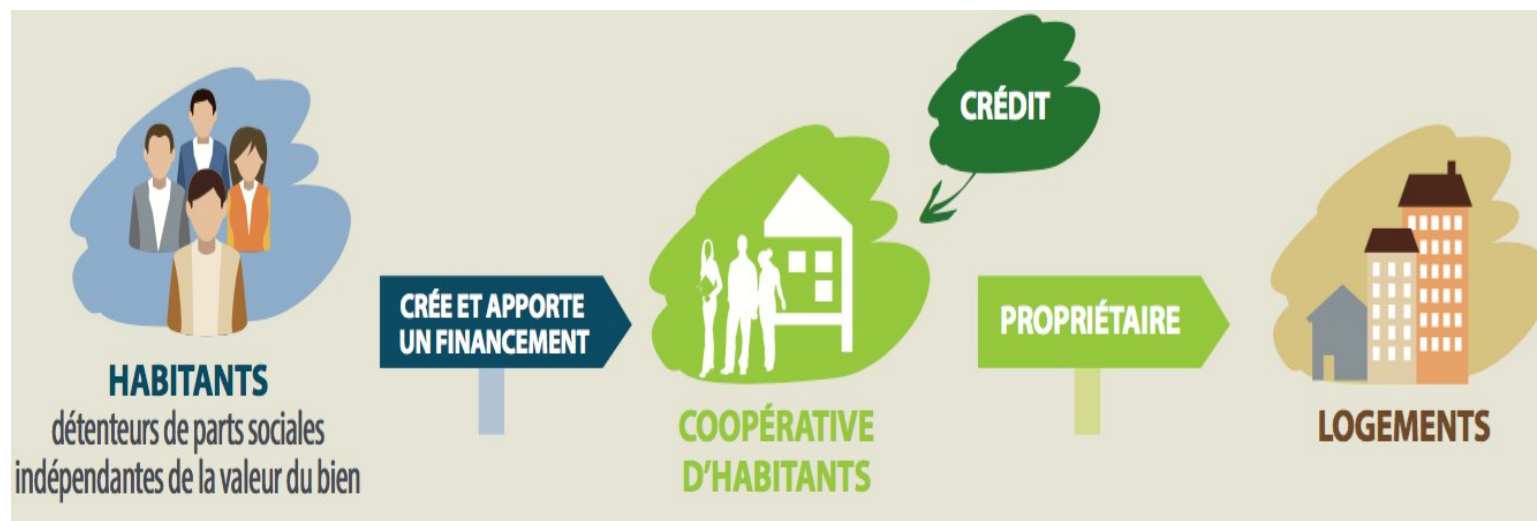 CRÉDIT
CRÉE ET APPORTE
UN FINANCEMENT
PROPRIÉTAIRE
HABITANTS
détenteurs de parts sociales
indépendantes de la valeur du bien
COOPÉRATIVE
D'HABITANTS
LOGEMENTS